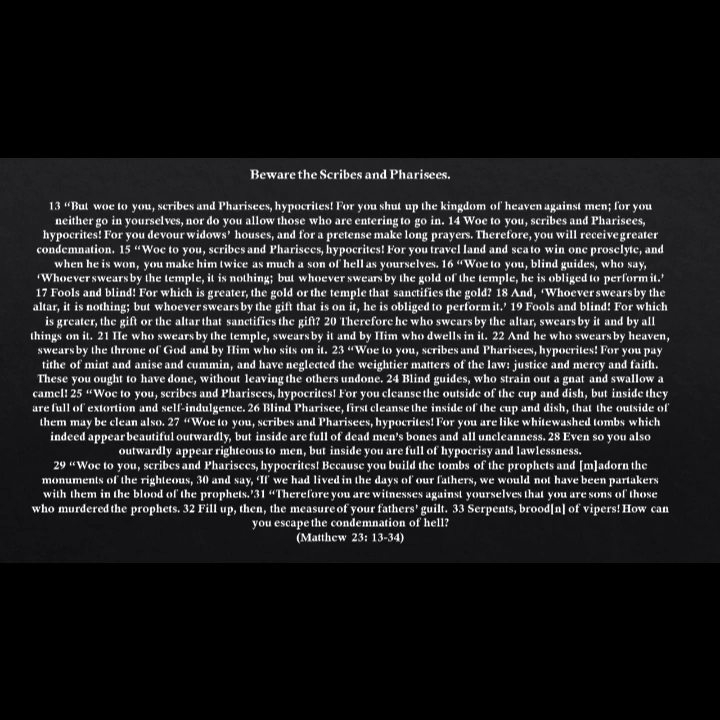 Beware the Scribes and Pharisees.
13 “But woe to you, scribes and Pharisees, hypocrites! For you shut up the kingdom of heaven against men; for you
neither go in yourselves, nor do you allow those who are entering to go in. 14 Woe to you, scribes and Pharisees,
hypocrites! For you devour widows’ houses, and for a pretense make long prayers. Therefore, you will receive greater
condemnation. 15 “Woe to you, scribes and Pharisees, hypocrites! For you travel land and sea to win one proselyte, and
when he is won, you make him twice as much a son of hell as yourselves. 16 “Woe to you, blind guides, who say,
‘Whoever swears by the temple, it is nothing; but whoever swears by the gold of the temple, he is obliged to perform it.’
17 Fools and blind! For which is greater, the gold or the temple that sanctifies the gold? 18 And, ‘Whoever swears by the
altar, it is nothing; but whoever swears by the gift that is on it, he is obliged to perform it.’ 19 Fools and blind! For which
is greater, the gift or the altar that sanctifies the gift? 20 Therefore he who swears by the altar, swears by it and by all
things on it. 21 He who swears by the temple, swears by it and by Him who dwells in it. 22 And he who swears by heaven,
swears by the throne of God and by Him who sits on it. 23 “Woe to you, scribes and Pharisees, hypocrites! For you pay
tithe of mint and anise and cummin, and have neglected the weightier matters of the law: justice and mercy and faith.
These you ought to have done, without leaving the others undone. 24 Blind guides, who strain out a gnat and swallow a
camel! 25 “Woe to you, scribes and Pharisees, hypocrites! For you cleanse the outside of the cup and dish, but inside they
are full of extortion and self-indulgence. 26 Blind Pharisee, first cleanse the inside of the cup and dish, that the outside of
them may be clean also. 27 “Woe to you, scribes and Pharisees, hypocrites! For you are like whitewashed tombs which
indeed appear beautiful outwardly, but inside are full of dead men’s bones and all uncleanness. 28 Even so you also
outwardly appear righteous to men, but inside you are full of hypocrisy and lawlessness.
29 “Woe to you, scribes and Pharisees, hypocrites! Because you build the tombs of the prophets and [m]adorn the
monuments of the righteous, 30 and say, ‘If we had lived in the days of our fathers, we would not have been partakers
with them in the blood of the prophets.’31 “Therefore you are witnesses against yourselves that you are sons of those
who murdered the prophets. 32 Fill up, then, the measure of your fathers’ guilt. 33 Serpents, brood[n] of vipers! How can
you escape the condemnation of hell?
(Matthew 23: 13-34)